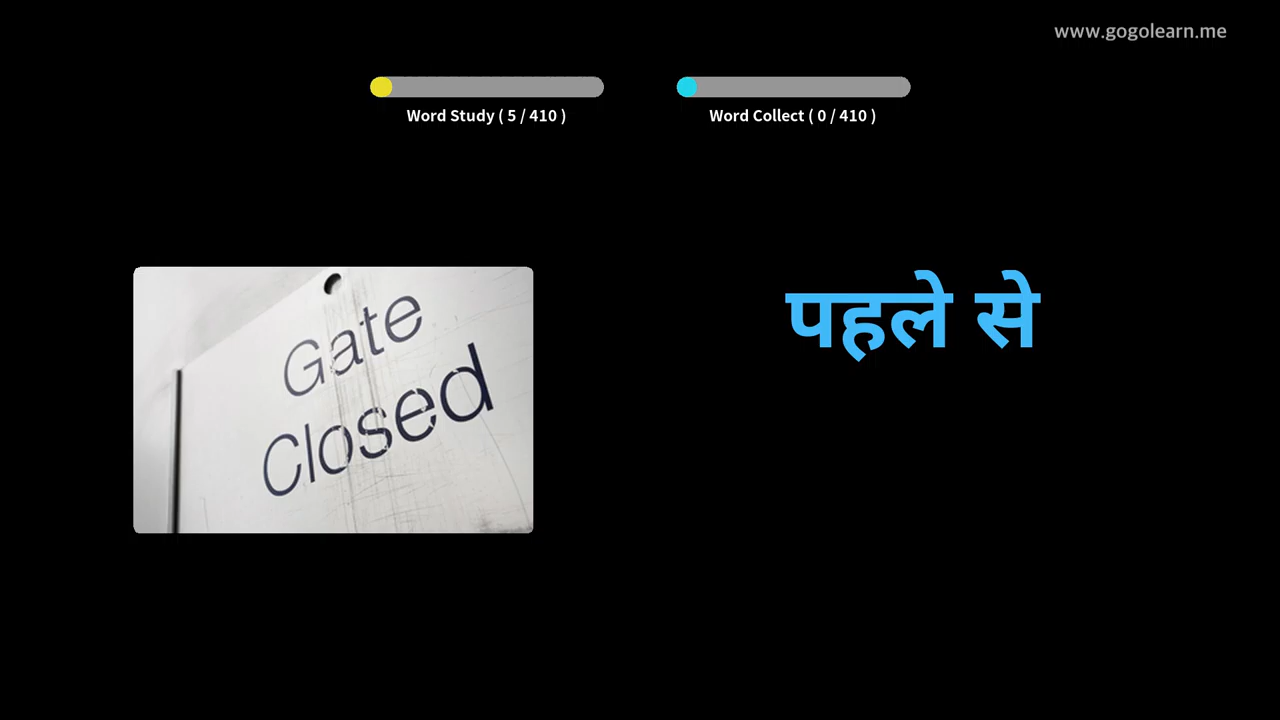 www.gogolearn.me
Word Study ( 5 / 410 )
Word Collect ( 0 / 410 )
Gate
Closed
पहले से